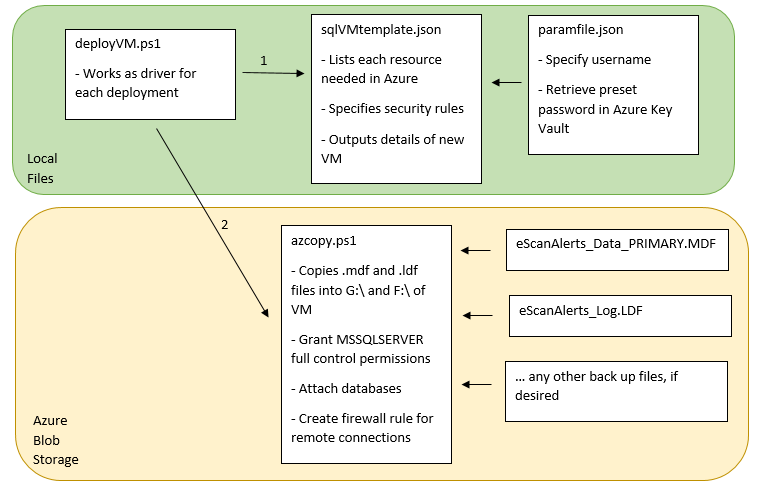 deployVM.ps1
- Works as driver for
each deployment
1
sqlVMtemplate.json
- Lists each resource
needed in Azure
- Specifies security rules
- Outputs details of new
VM
paramfile.json
- Specify username
- Retrieve preset
password in Azure Key
Vault
Local
Files
2
azcopy.ps1
- Copies .mdf and .ldf
files into G:\ and F:\ of
VM
- Grant MSSQLSERVER
full control permissions
- Attach databases
- Create firewall rule for
remote connections
eScanAlerts_Data_PRIMARY.MDF
eScanAlerts_Log.LDF
... any other back up files, if
desired
Azure
Blob
Storage